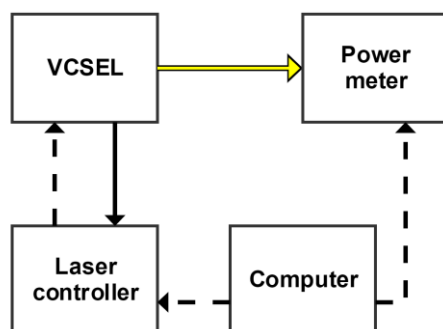 VCSEL
Power
meter
Laser
controller
Computer